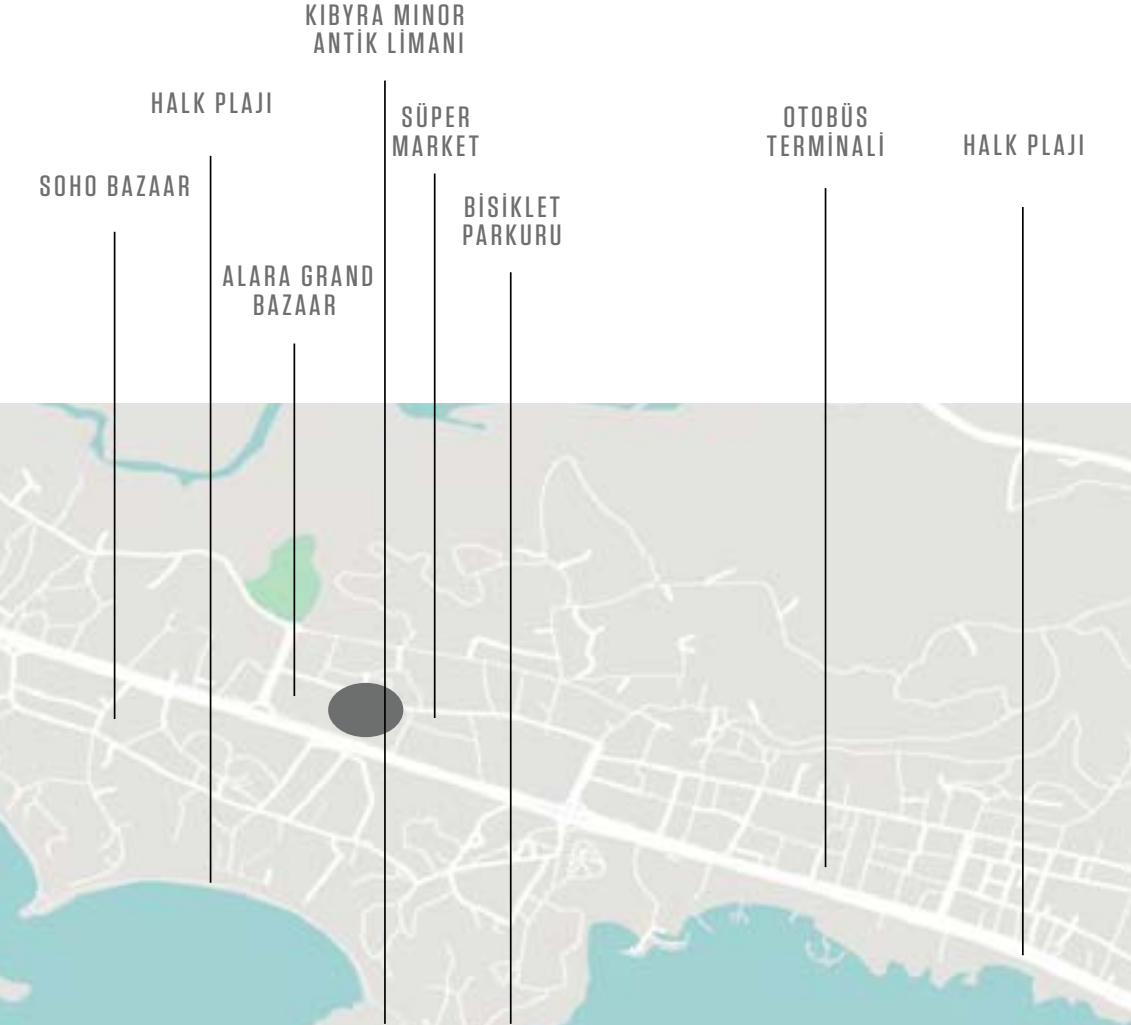 KIBYRA MINOR
ANTİK LİMANI
HALK PLAJI
SÜPER
MARKET
OTOBÜS
TERMİNALİ
HALK PLAJI
SOHO BAZAAR
BİSİKLET
PARKURU
ALARA GRAND
BAZAAR